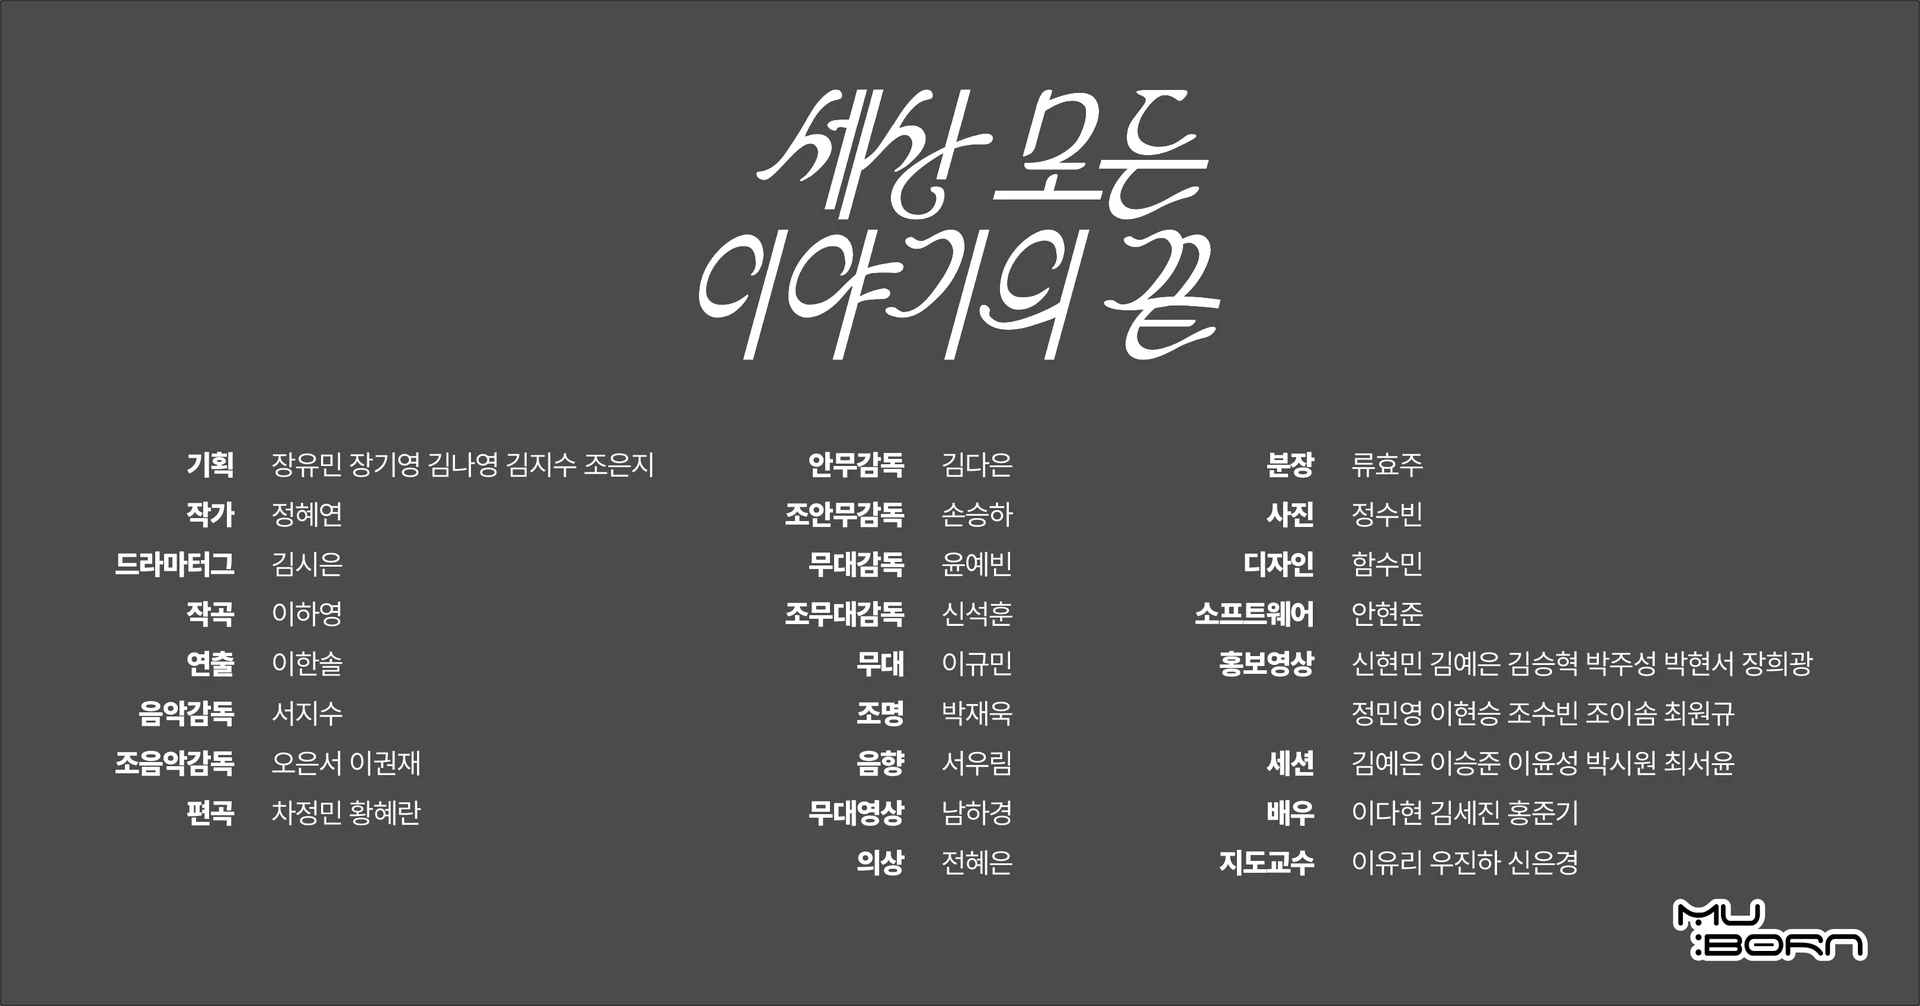 세상 모든
이야기의 끝
기획 장유민 장기영 김나영 김지수 조은지
작가 정혜연
드라마터그 김시은
작곡 이하영
연출 이한솔
음악감독 서지수
조음악감독 오은서 이권재
편곡 차정민 황혜란
안무감독 김다은
조안무감독 손승하
무대감독 윤예빈
조무대감독 신석훈
무대 이규민
조명 박재욱
음향 서우림
무대영상 남하경
의상 전혜은
분장 류효주
사진 정수빈
디자인 함수민
소프트웨어 안현준
홍보영상 신현민 김예은 김승혁 박주성 박현서 장희광
정민영 이현승 조수빈 조이솜 최원규
세션 김예은 이승준 이윤성 박시원 최서윤
배우 이다현 김세진 홍준기
지도교수 이유리 우진하 신은경
MU
:BORN